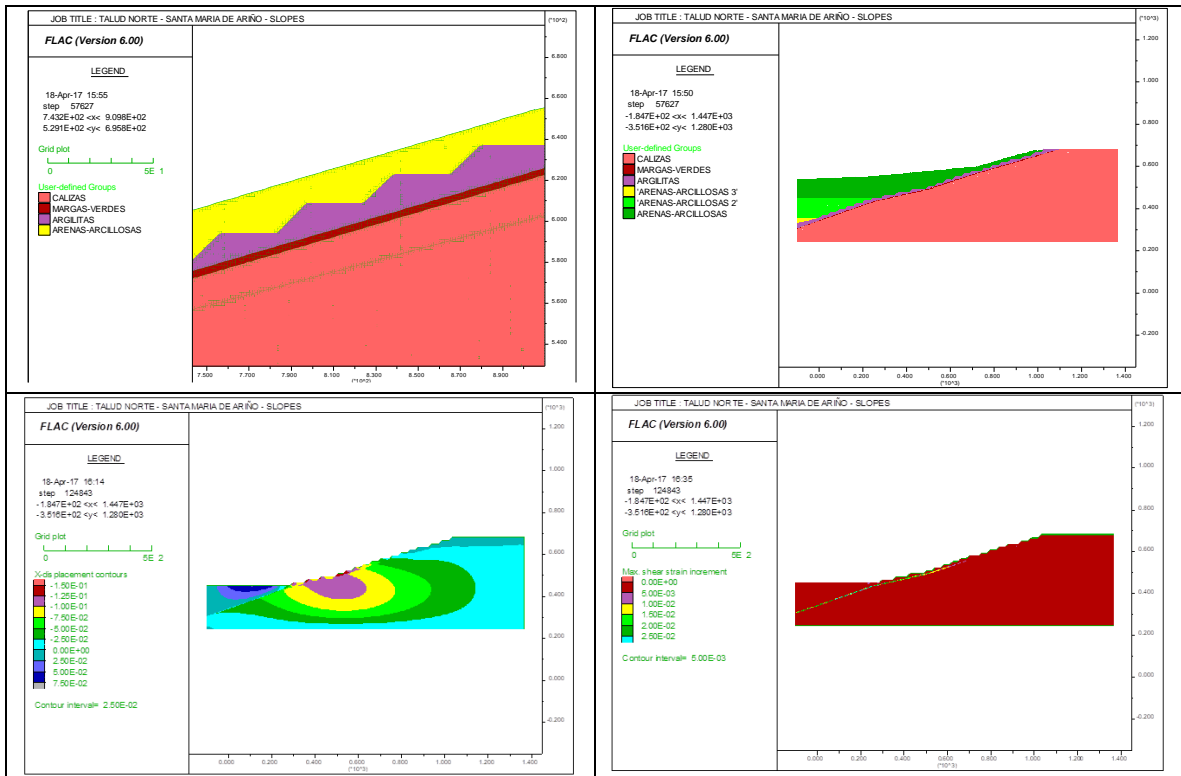 JOB TITLE : TALUD NORTE - SANTA MARIA DE ARIÑO - SLOPES
FLAC (Version 6.00)
LEGEND
18-Apr-17 15:55
step 57627
7.432E+02 <x< 9.098E+02
5.291E+02 <y< 6.958E+02
Grid plot
0 5E 1
User-defined Groups
CALIZAS
MARGAS-VERDES
ARGILITAS
ARENAS-ARCILLOSAS
(*10^2)
6.800
6.600
6.400
6.200
6.000
5.800
5.600
5.400
7.500 7.700 7.900 8.100 8.300 8.500 8.700 8.900
(*10^2)
JOB TITLE : TALUD NORTE - SANTA MARIA DE ARIÑO - SLOPES
FLAC (Version 6.00)
LEGEND
18-Apr-17 15:50
step 57627
-1.847E+02 <x< 1.447E+03
-3.516E+02 <y< 1.280E+03
User-defined Groups
CALIZAS
MARGAS-VERDES
ARGILITAS
'ARENAS-ARCILLOSAS 3'
'ARENAS-ARCILLOSAS 2'
ARENAS-ARCILLOSAS
Grid plot
0 5E 2
(*10^3)
1.200
1.000
0.800
0.600
0.400
0.200
0.000
-0.200
0.000 0.200 0.400 0.600 0.800 1.000 1.200 1.400
(*10^3)
JOB TITLE : TALUD NORTE - SANTA MARIA DE ARIÑO - SLOPES
FLAC (Version 6.00)
LEGEND
18-Apr-17 16:14
step 124843
-1.847E+02 <x< 1.447E+03
-3.516E+02 <y< 1.280E+03
Grid plot
0 5E 2
X-displacement contours
-1.50E-01
-1.25E-01
-1.00E-01
-7.50E-02
-5.00E-02
-2.50E-02
0.00E+00
2.50E-02
5.00E-02
7.50E-02
Contour interval= 2.50E-02
(*10^3)
1.200
1.000
0.800
0.600
0.400
0.200
0.000
-0.200
0.000 0.200 0.400 0.600 0.800 1.000 1.200 1.400
(*10^3)
JOB TITLE : TALUD NORTE - SANTA MARIA DE ARIÑO - SLOPES
FLAC (Version 6.00)
LEGEND
18-Apr-17 16:35
step 124843
-1.847E+02 <x< 1.447E+03
-3.516E+02 <y< 1.280E+03
Grid plot
0 5E 2
Max. shear strain increment
0.00E+00
5.00E-03
1.00E-02
1.50E-02
2.00E-02
2.50E-02
Contour interval= 5.00E-03
(*10^3)
1.200
1.000
0.800
0.600
0.400
0.200
0.000
-0.200
0.000 0.200 0.400 0.600 0.800 1.000 1.200 1.400
(*10^3)